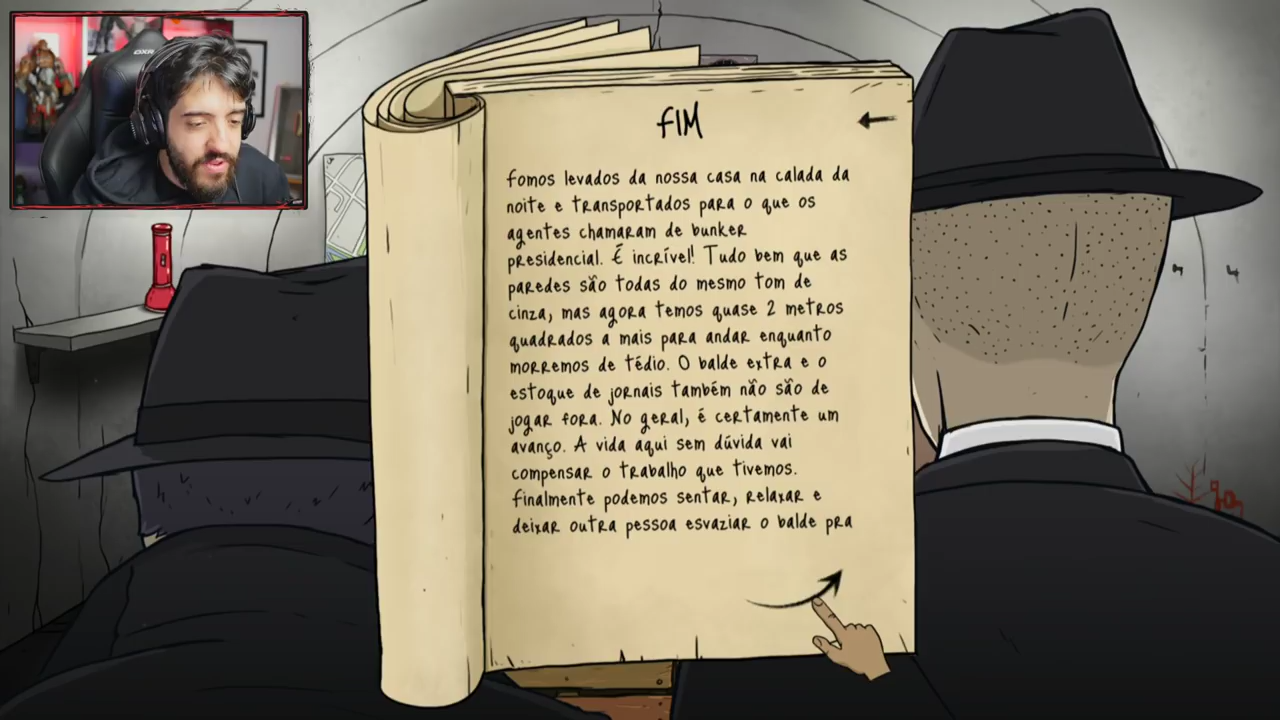 DXR
FIM
Fomos levados da nossa casa na calada da
noite e transportados para o que os
agentes chamaram de bunker
presidencial. É incrível! Tudo bem que as
paredes são todas do mesmo tom de
cinza, mas agora temos quase 2 metros
quadrados a mais para andar enquanto
morremos de tédio. O balde extra e o
estoque de jornais também não são de
jogar fora. No geral, é certamente um
avanço. A vida aqui sem dúvida vai
compensar o trabalho que tivemos.
Finalmente podemos sentar, relaxar e
deixar outra pessoa esvaziar o balde pra